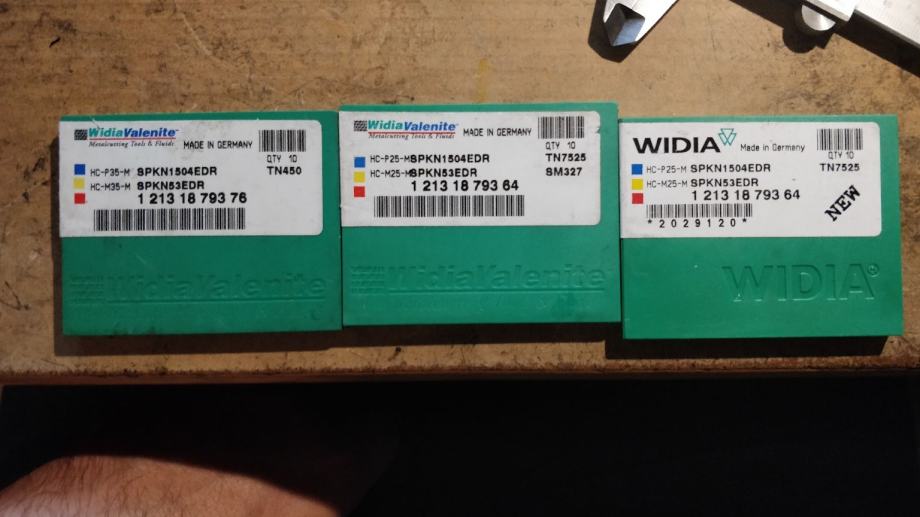 WidiaValenite
Metalcutting Tools & Fluids
MADE IN GERMANY
QTY 10
HC-P35-M SPKN1504EDR TN450
HC-M35-M SPKN53EDR
1 213 18 793 76
WidiaValenite
WidiaValenite
Metalcutting Tools & Fluids
MADE IN GERMANY
QTY 10
HC-P25-M SPKN1504EDR TN7525
HC-M25-M SPKN53EDR SM327
1 213 18 793 64
WidiaValenite
WIDIA
Made in Germany
QTY 10
HC-P25-M SPKN1504EDR TN7525
HC-M25-M SPKN53EDR
1 213 18 793 64
NEW
*2029120*
WIDIA®